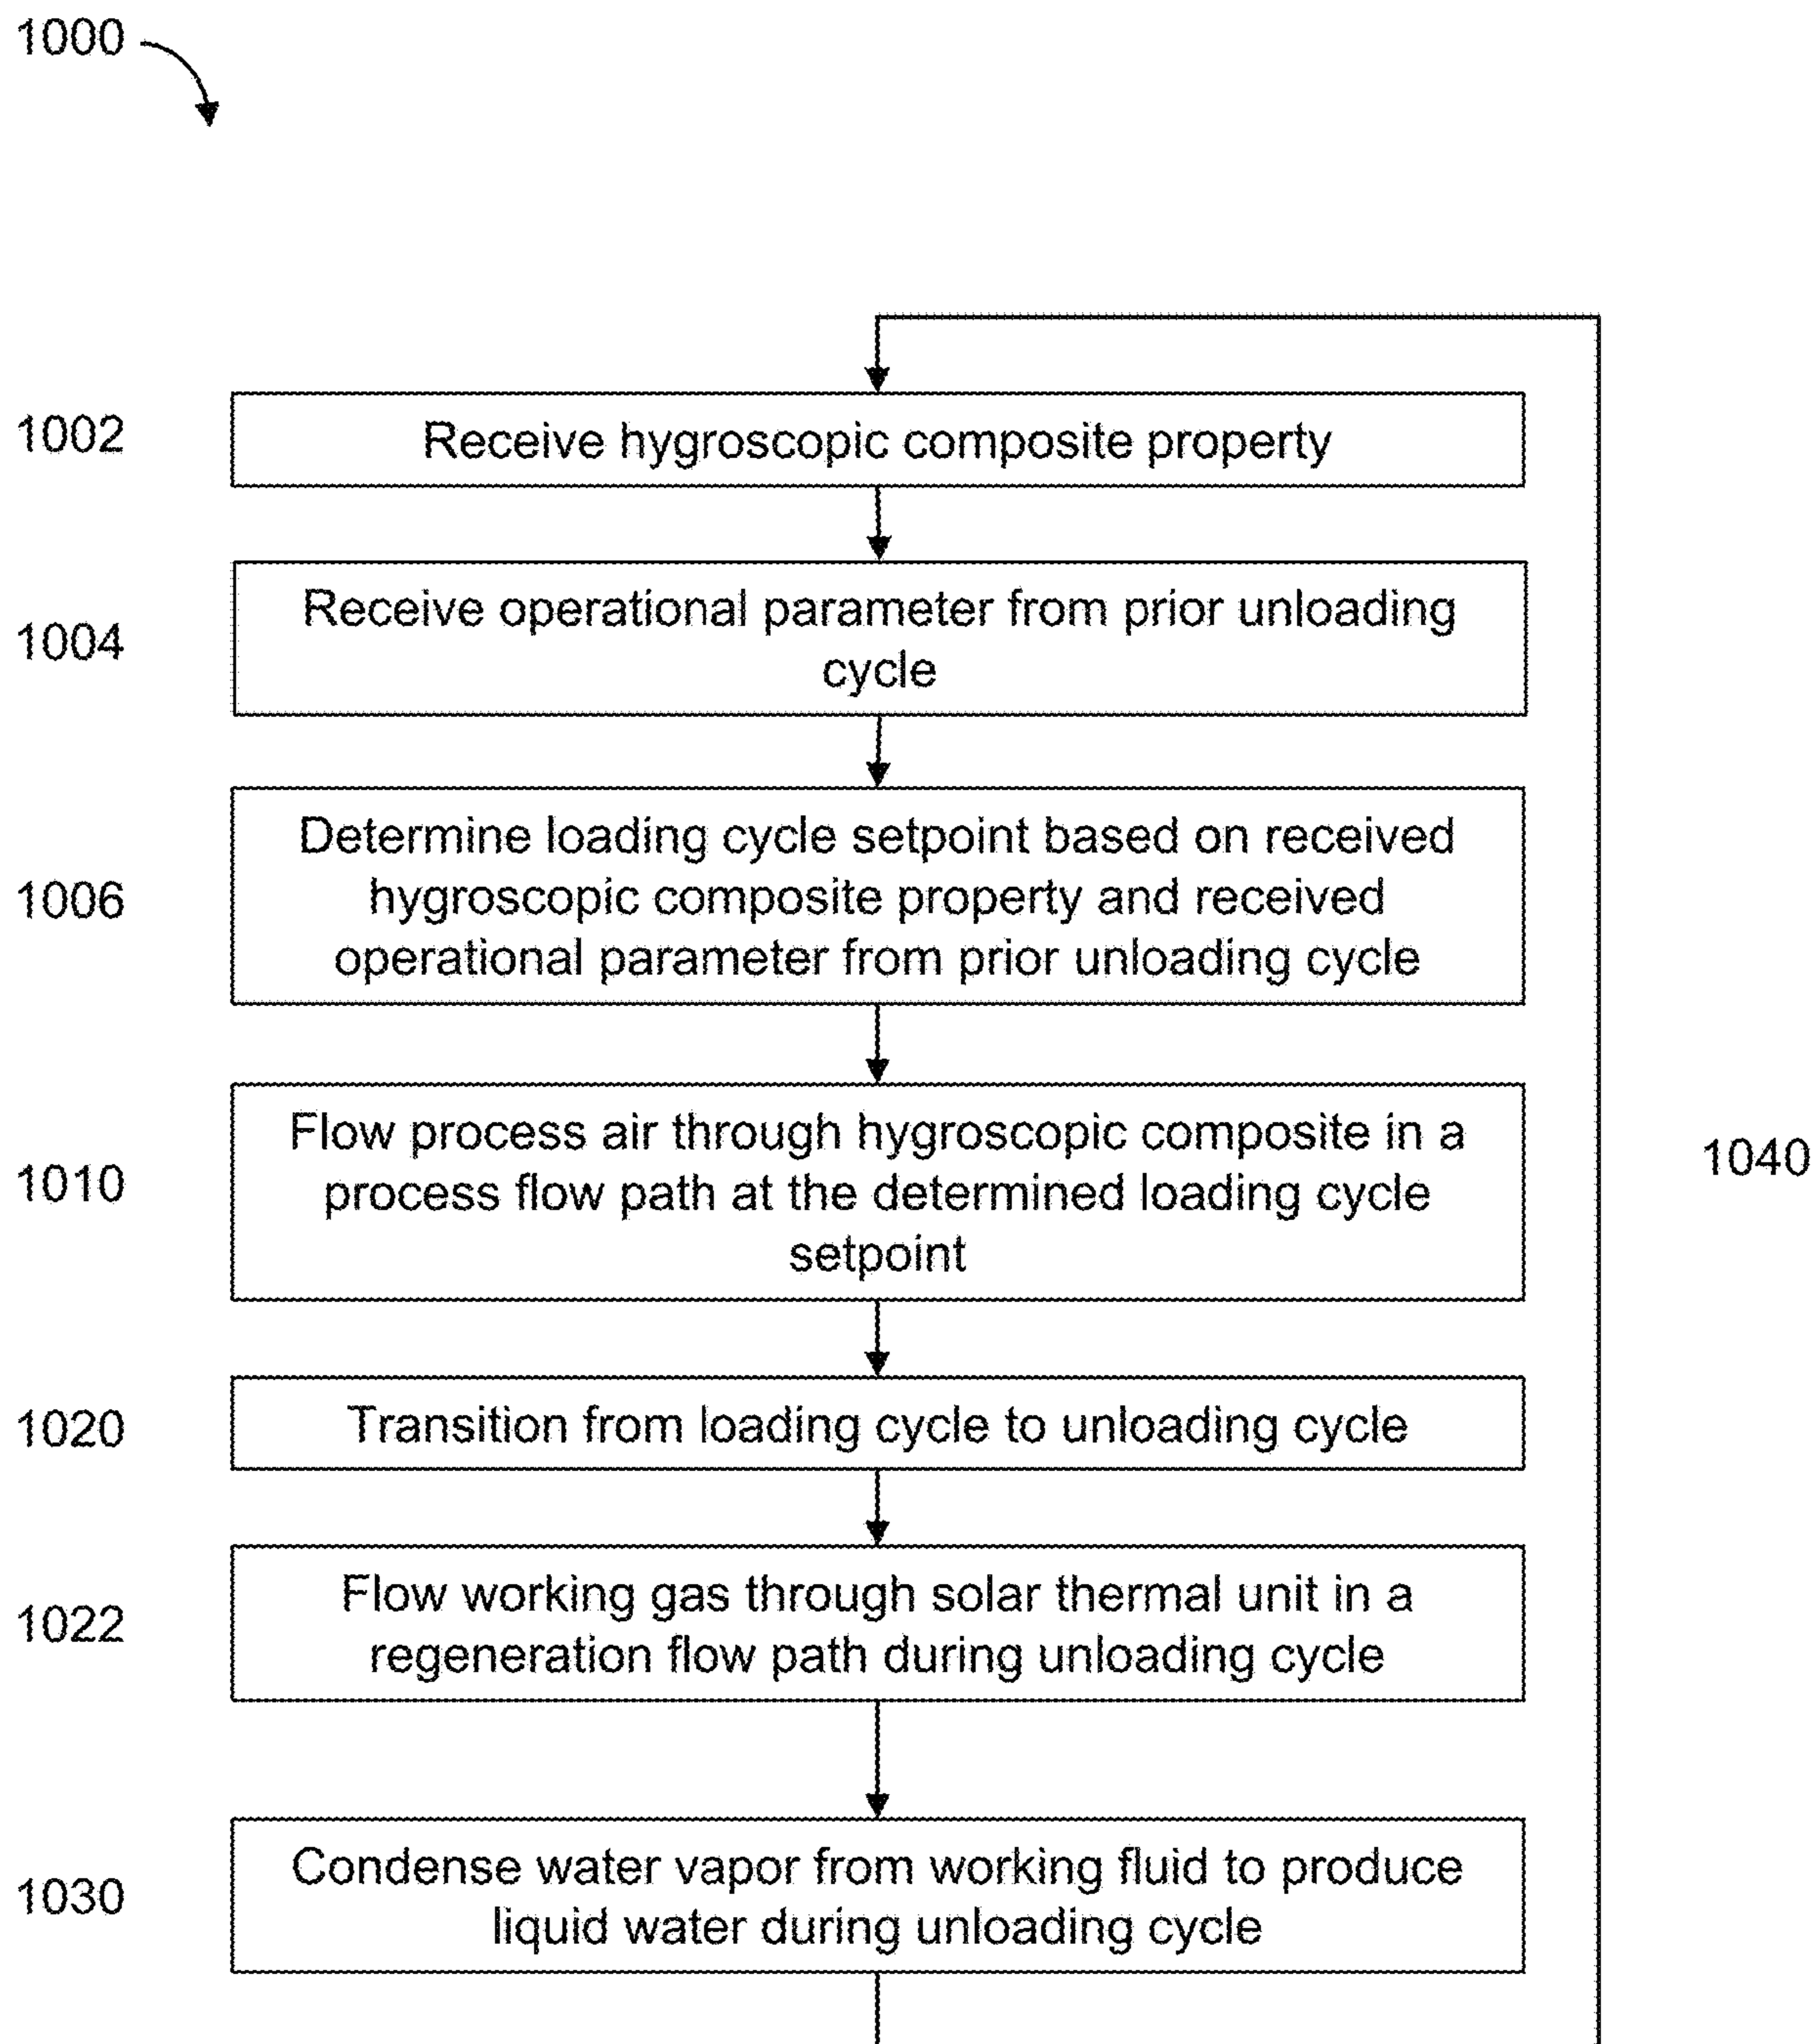 1000
1002
Receive hygroscopic composite property
1004
Receive operational parameter from prior unloading
cycle
1006
Determine loading cycle setpoint based on received
hygroscopic composite property and received
operational parameter from prior unloading cycle
1010
Flow process air through hygroscopic composite in a
process flow path at the determined loading cycle
setpoint
1040
1020
Transition from loading cycle to unloading cycle
1022
Flow working gas through solar thermal unit in a
regeneration flow path during unloading cycle
1030
Condense water vapor from working fluid to produce
liquid water during unloading cycle